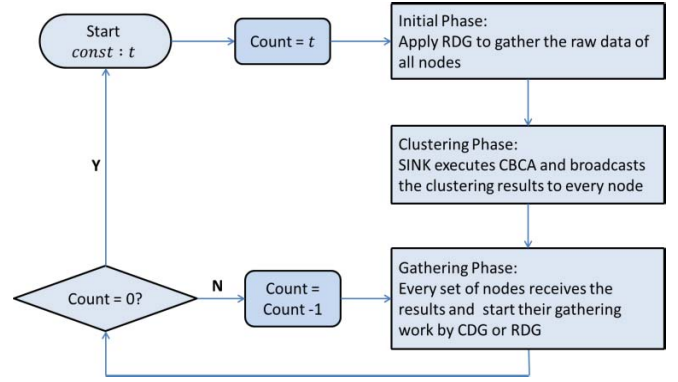 Start
const : t
Count = t
Initial Phase:
Apply RDG to gather the raw data of
all nodes
Clustering Phase:
SINK executes CBCA and broadcasts
the clustering results to every node
Y
Count = 0?
N
Count =
Count -1
Gathering Phase:
Every set of nodes receives the
results and start their gathering
work by CDG or RDG